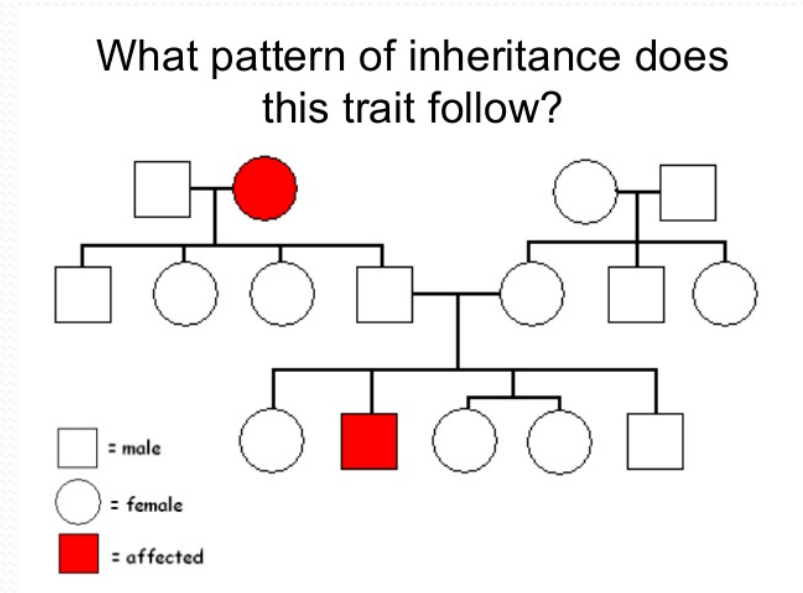 What pattern of inheritance does
this trait follow?
= male
= female
= affected